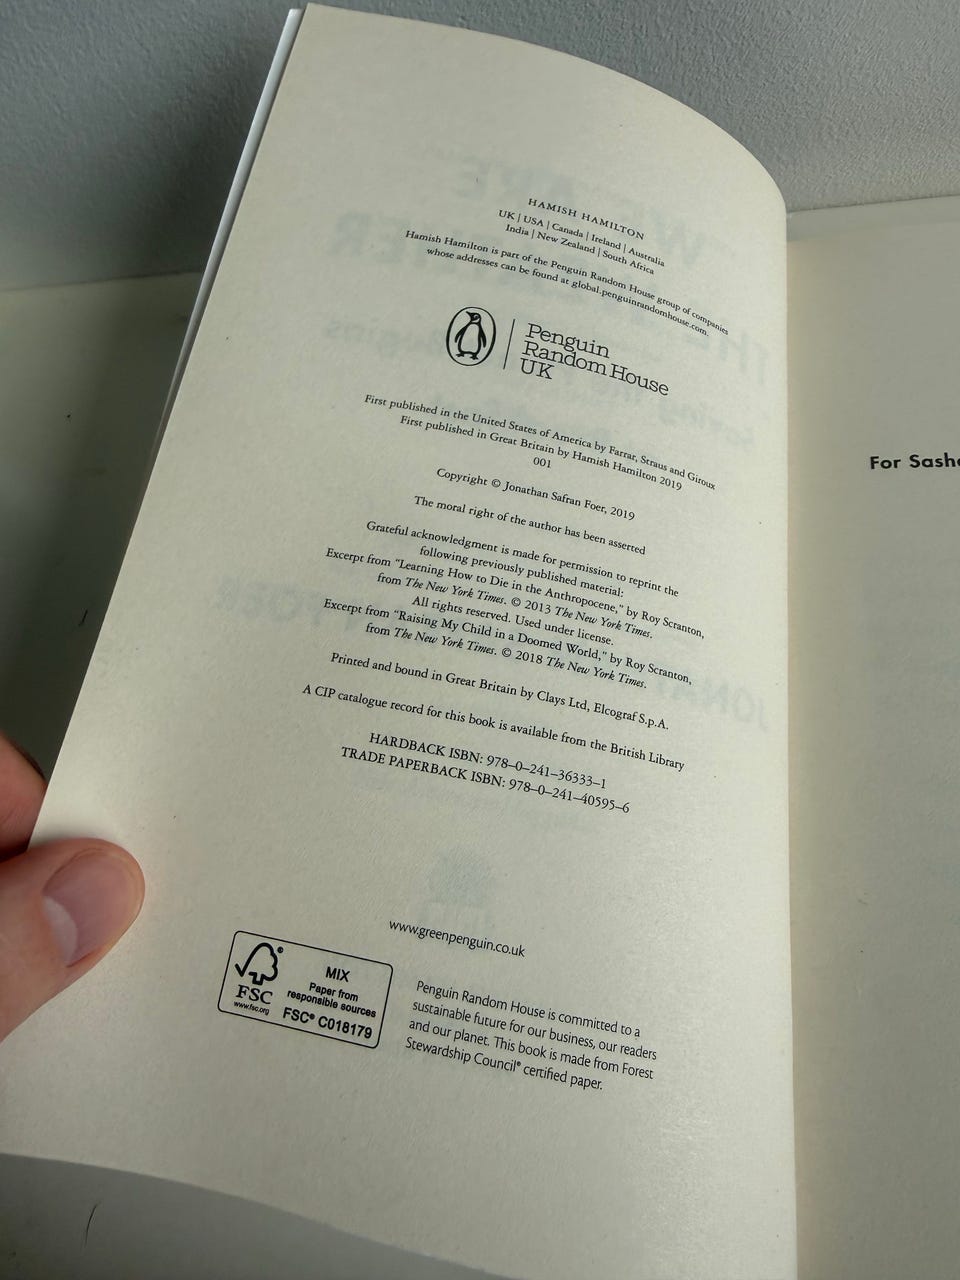 HAMISH HAMILTON
UK | USA | Canada | Ireland | Australia
India | New Zealand | South Africa
Hamish Hamilton is part of the Penguin Random House group of companies
whose addresses can be found at global.penguinrandomhouse.com.
Penguin
Random House
UK
First published in the United States of America by Farrar, Straus and Giroux
First published in Great Britain by Hamish Hamilton 2019
001
Copyright © Jonathan Safran Foer, 2019
The moral right of the author has been asserted
Grateful acknowledgment is made for permission to reprint the
following previously published material:
Excerpt from “Learning How to Die in the Anthropocene,” by Roy Scranton,
from The New York Times. © 2013 The New York Times.
All rights reserved. Used under license.
Excerpt from “Raising My Child in a Doomed World,” by Roy Scranton,
from The New York Times. © 2018 The New York Times.
Printed and bound in Great Britain by Clays Ltd, Elcograf S.p.A.
A CIP catalogue record for this book is available from the British Library
HARDBACK ISBN: 978–0–241–36333–1
TRADE PAPERBACK ISBN: 978–0–241–40595–6
www.greenpenguin.co.uk
FSC
www.fsc.org
MIX
Paper from
responsible sources
FSC® C018179
Penguin Random House is committed to a
sustainable future for our business, our readers
and our planet. This book is made from Forest
Stewardship Council® certified paper.
For